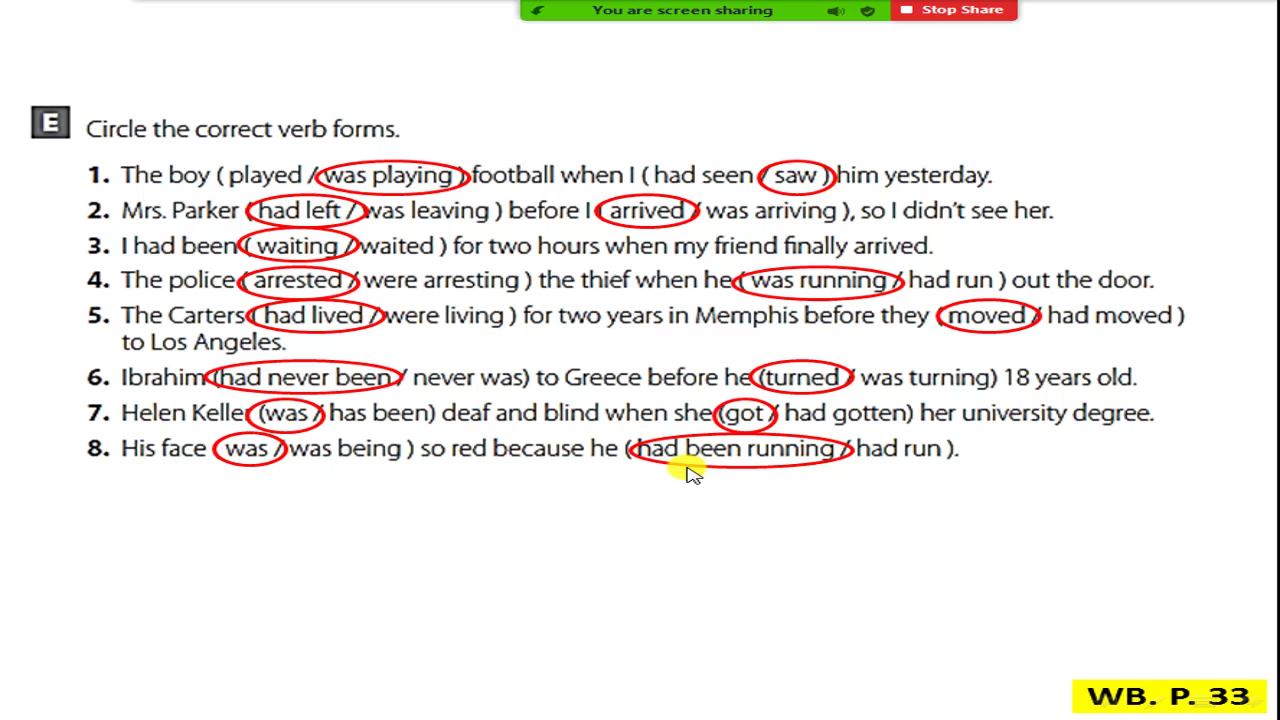 You are screen sharing
Stop Share
E Circle the correct verb forms.
1. The boy ( played / was playing ) football when I ( had seen / saw ) him yesterday.
2. Mrs. Parker ( had left / was leaving ) before I ( arrived / was arriving ), so I didn't see her.
3. I had been ( waiting / waited ) for two hours when my friend finally arrived.
4. The police ( arrested / were arresting ) the thief when he ( was running / had run ) out the door.
5. The Carters ( had lived / were living ) for two years in Memphis before they ( moved / had moved )
to Los Angeles.
6. Ibrahim (had never been / never was) to Greece before he (turned / was turning) 18 years old.
7. Helen Keller (was / has been) deaf and blind when she (got / had gotten) her university degree.
8. His face ( was / was being ) so red because he ( had been running / had run ).
WB. P. 33